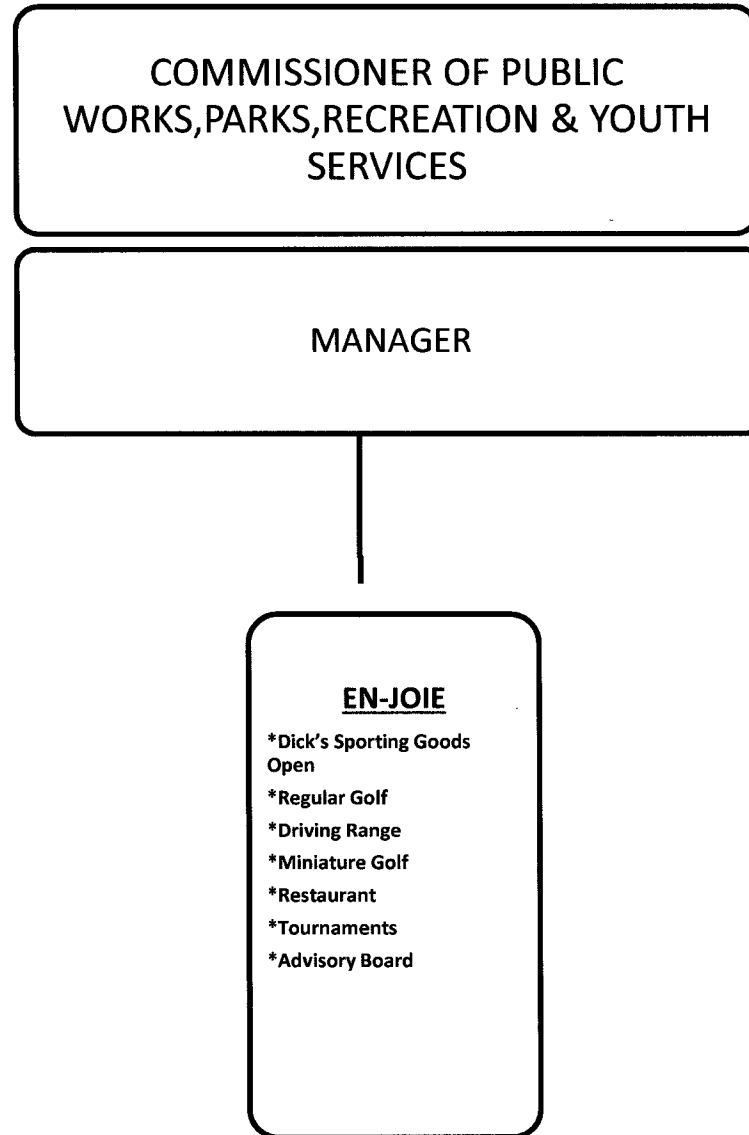 COMMISSIONER OF PUBLIC
WORKS,PARKS,RECREATION & YOUTH
SERVICES
MANAGER
EN-JOIE
*Dick's Sporting Goods
Open
*Regular Golf
*Driving Range
*Miniature Golf
*Restaurant
*Tournaments
*Advisory Board